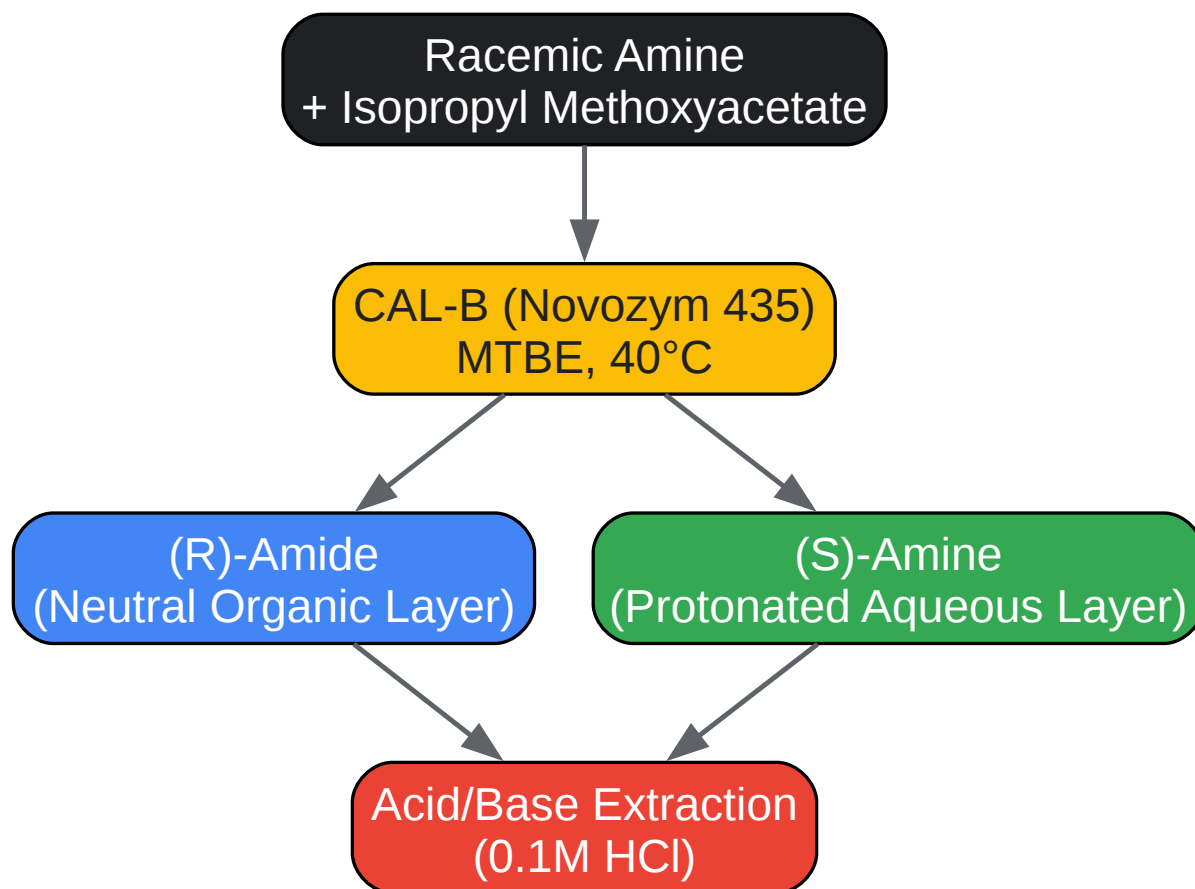 Racemic Amine
+ Isopropyl Methoxyacetate
CAL-B (Novozym 435)
MTBE, 40°C
(R)-Amide
(Neutral Organic Layer)
(S)-Amine
(Protonated Aqueous Layer)
Acid/Base Extraction
(0.1M HCl)